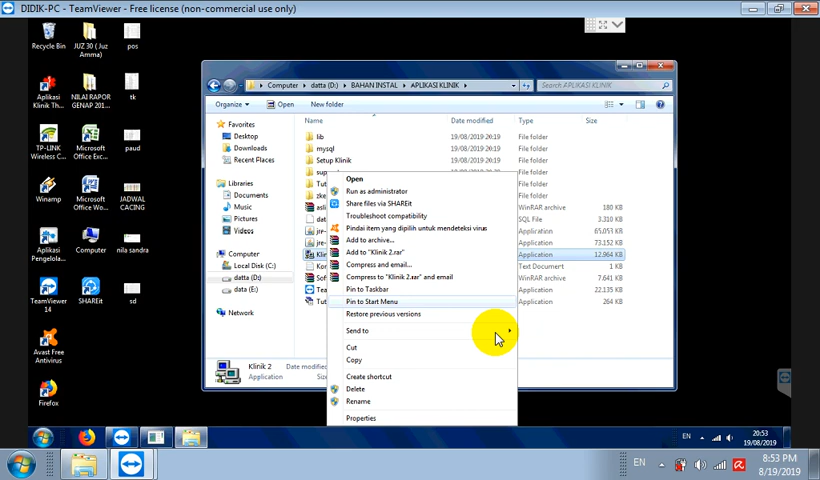 DIDIK-PC - TeamViewer - Free license (non-commercial use only)
Recycle Bin
JUZ 30 ( Juz Amma)
pos
Aplikasi Klinik Th...
NILAI RAPOR GENAP 201...
tk
TP-LINK Wireless C...
Microsoft Office Exc...
paud
Winamp
Microsoft Office Wo...
JADWAL CACING
Aplikasi Pengelola...
Computer
nila sandra
TeamViewer 14
SHAREit
Avast Free Antivirus
Firefox
Computer
datta (D:)
BAHAN INSTAL
APLIKASI KLINIK
Search APLIKASI KLINIK
Organize
Open
New folder
Favorites
Desktop
Downloads
Recent Places
Libraries
Documents
Music
Pictures
Videos
Computer
Local Disk (C:)
datta (D:)
data (E:)
Network
Name
Date modified
Type
Size
lib
19/08/2019 20:19
File folder
mysql
19/08/2019 20:19
File folder
Setup Klinik
19/08/2019 20:19
File folder
File folder
File folder
File folder
WinRAR archive
180 KB
SQL File
3.310 KB
Application
65.053 KB
Application
73.152 KB
Application
12.964 KB
Text Document
1 KB
WinRAR archive
7.641 KB
Application
22.135 KB
Application
264 KB
Open
Run as administrator
Share files via SHAREit
Troubleshoot compatibility
Pindai item yang dipilih untuk mendeteksi virus
Add to archive...
Add to "Klinik 2.rar"
Compress and email...
Compress to "Klinik 2.rar" and email
Pin to Taskbar
Pin to Start Menu
Restore previous versions
Send to
Cut
Copy
Create shortcut
Delete
Rename
Properties
Klinik 2
Application
EN
20:53
19/08/2019
EN
8:53 PM
8/19/2019